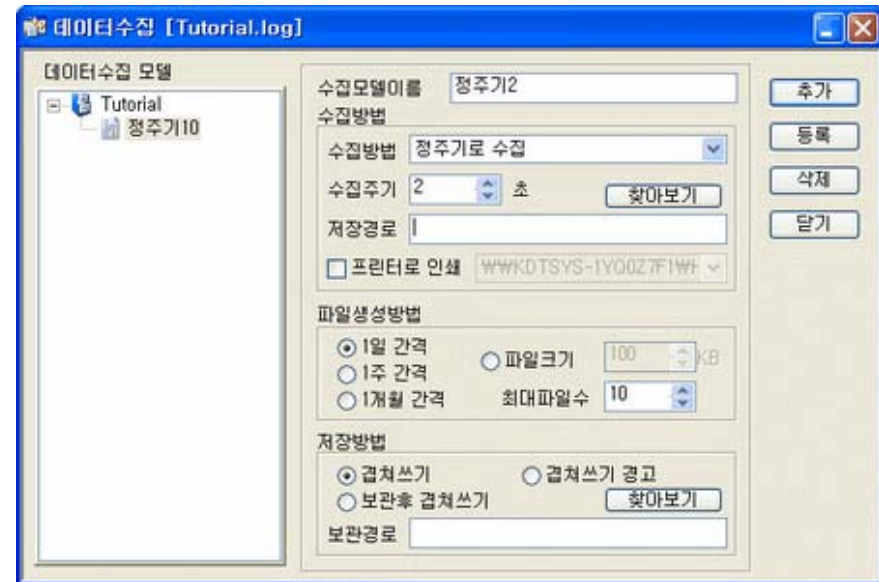 데이터수집 [Tutorial.log]
데이터수집 모델
Tutorial
정주기10
수집모델이름 정주기2
수집방법
수집방법 정주기로 수집
수집주기 2 초 찾아보기
저장경로
프린터로 인쇄 ₩₩KDTSYS-1YQ0Z7F1₩H
파일생성방법
1일 간격
파일크기 100 KB
1주 간격
1개월 간격
최대파일수 10
저장방법
겹쳐쓰기 겹쳐쓰기 경고
보관후 겹쳐쓰기 찾아보기
보관경로
추가
등록
삭제
닫기